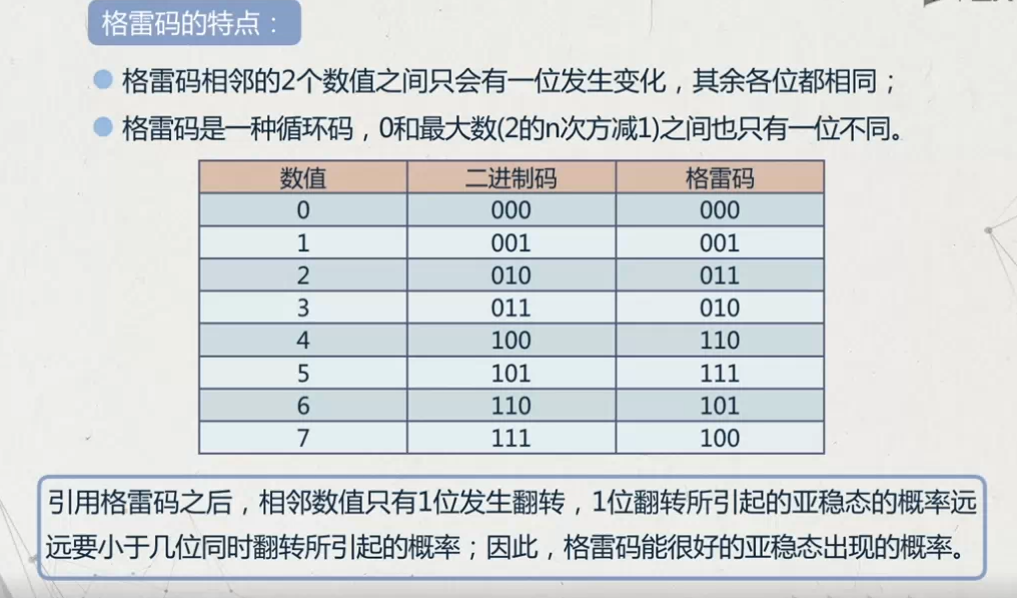 格雷码的特点：
格雷码相邻的2个数值之间只会有一位发生变化，其余各位都相同；
格雷码是一种循环码，0和最大数(2的n次方减1)之间也只有一位不同。
数值 二进制码 格雷码
0 000 000
1 001 001
2 010 011
3 011 010
4 100 110
5 101 111
6 110 101
7 111 100
引用格雷码之后，相邻数值只有1位发生翻转，1位翻转所引起的亚稳态的概率远
远要小于几位同时翻转所引起的概率；因此，格雷码能很好的亚稳态出现的概率。